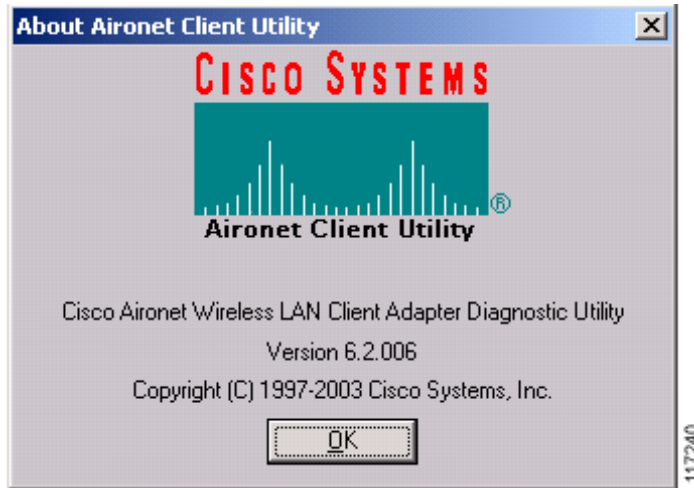 About Aironet Client Utility
CISCO SYSTEMS
®
Aironet Client Utility
Cisco Aironet Wireless LAN Client Adapter Diagnostic Utility
Version 6.2.006
Copyright (C) 1997-2003 Cisco Systems, Inc.
OK
117240